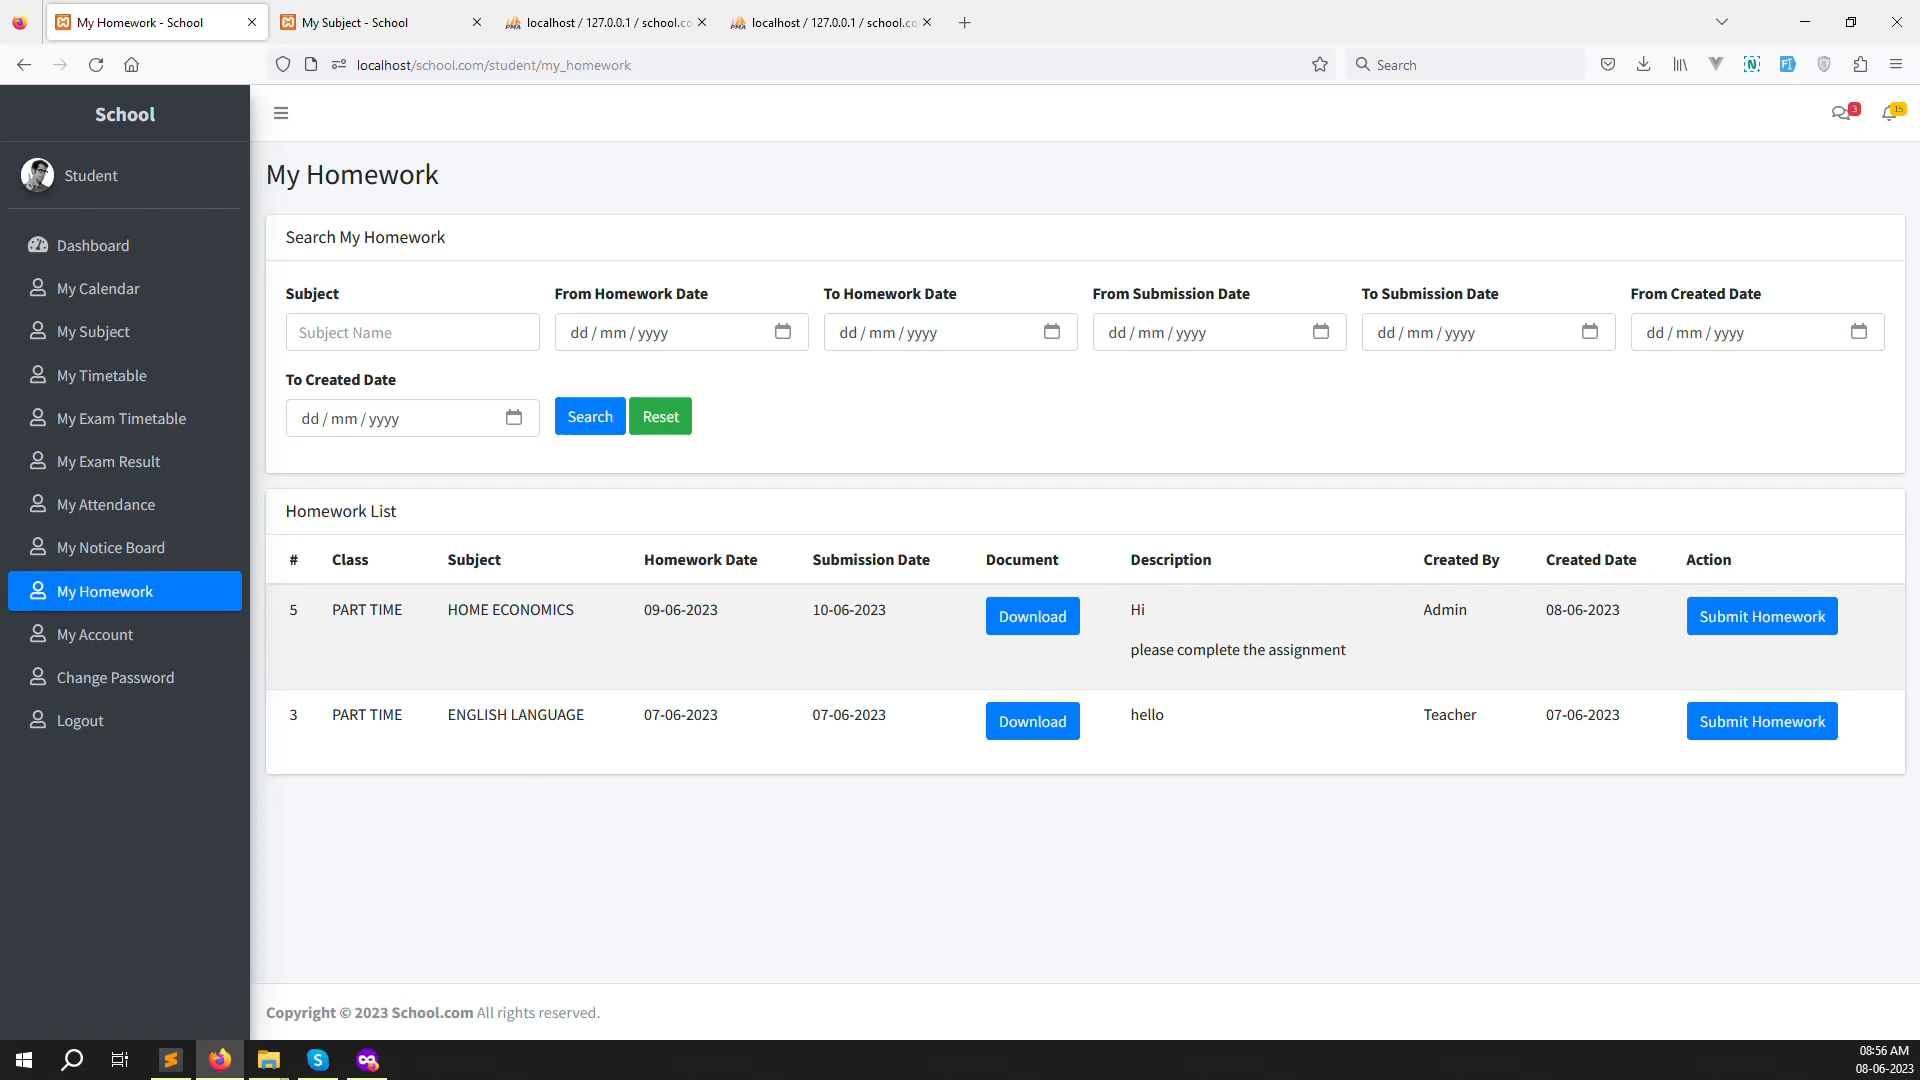 My Homework - School
My Subject - School
localhost / 127.0.0.1 / school.co
localhost / 127.0.0.1 / school.co
localhost/school.com/student/my_homework
Search
School
3
15
Student
My Homework
Dashboard
My Calendar
My Subject
My Timetable
My Exam Timetable
My Exam Result
My Attendance
My Notice Board
My Homework
My Account
Change Password
Logout
Search My Homework
Subject
From Homework Date
To Homework Date
From Submission Date
To Submission Date
From Created Date
Subject Name
dd / mm / yyyy
dd / mm / yyyy
dd / mm / yyyy
dd / mm / yyyy
dd / mm / yyyy
To Created Date
dd / mm / yyyy
Search
Reset
Homework List
# Class Subject Homework Date Submission Date Document Description Created By Created Date Action
5 PART TIME HOME ECONOMICS 09-06-2023 10-06-2023 Download Hi Admin 08-06-2023 Submit Homework
please complete the assignment
3 PART TIME ENGLISH LANGUAGE 07-06-2023 07-06-2023 Download hello Teacher 07-06-2023 Submit Homework
Copyright © 2023 School.com All rights reserved.
08:56 AM
08-06-2023